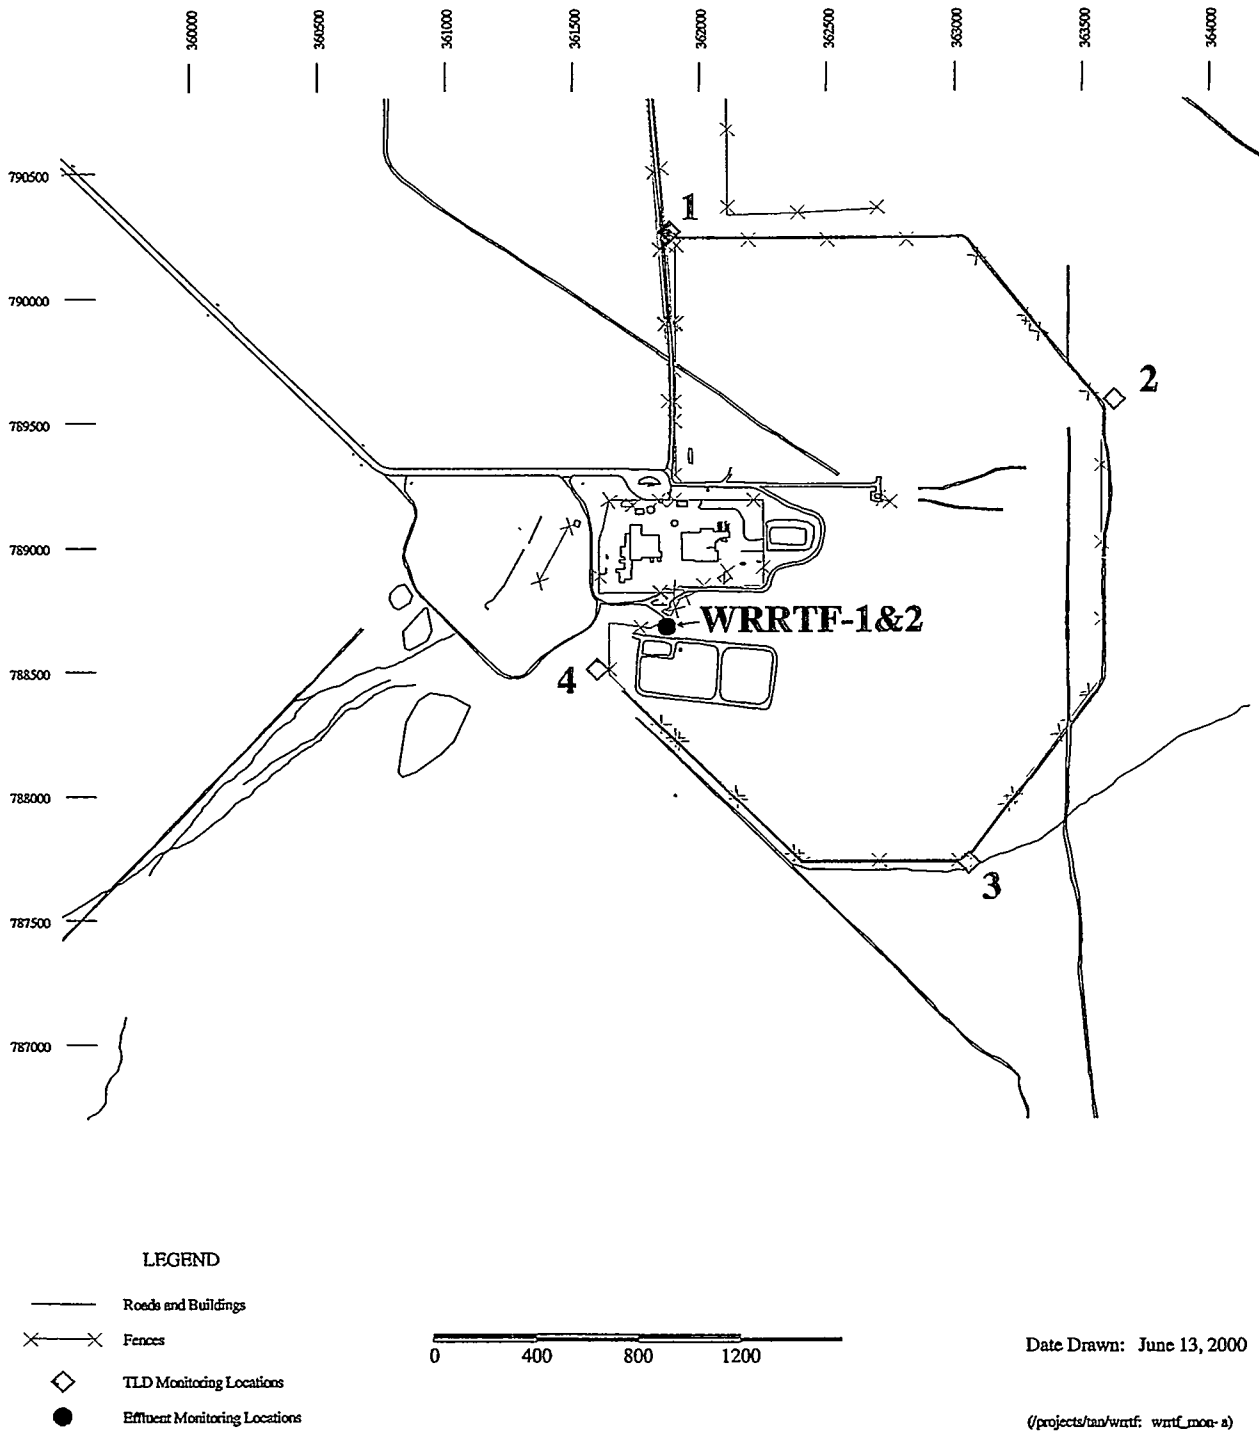 360000 360500 361000 361500 362000 362500 363000 363500 364000
790500
1
790000
2
789500
789000
WRRTF-1&2
4
788500
788000
3
787500
787000
LEGEND
Roads and Buildings
Fences
TLD Monitoring Locations
Effluent Monitoring Locations
0 400 800 1200
Date Drawn: June 13, 2000
(/projects/tan/wrrtf: wrrtf_mon-a)